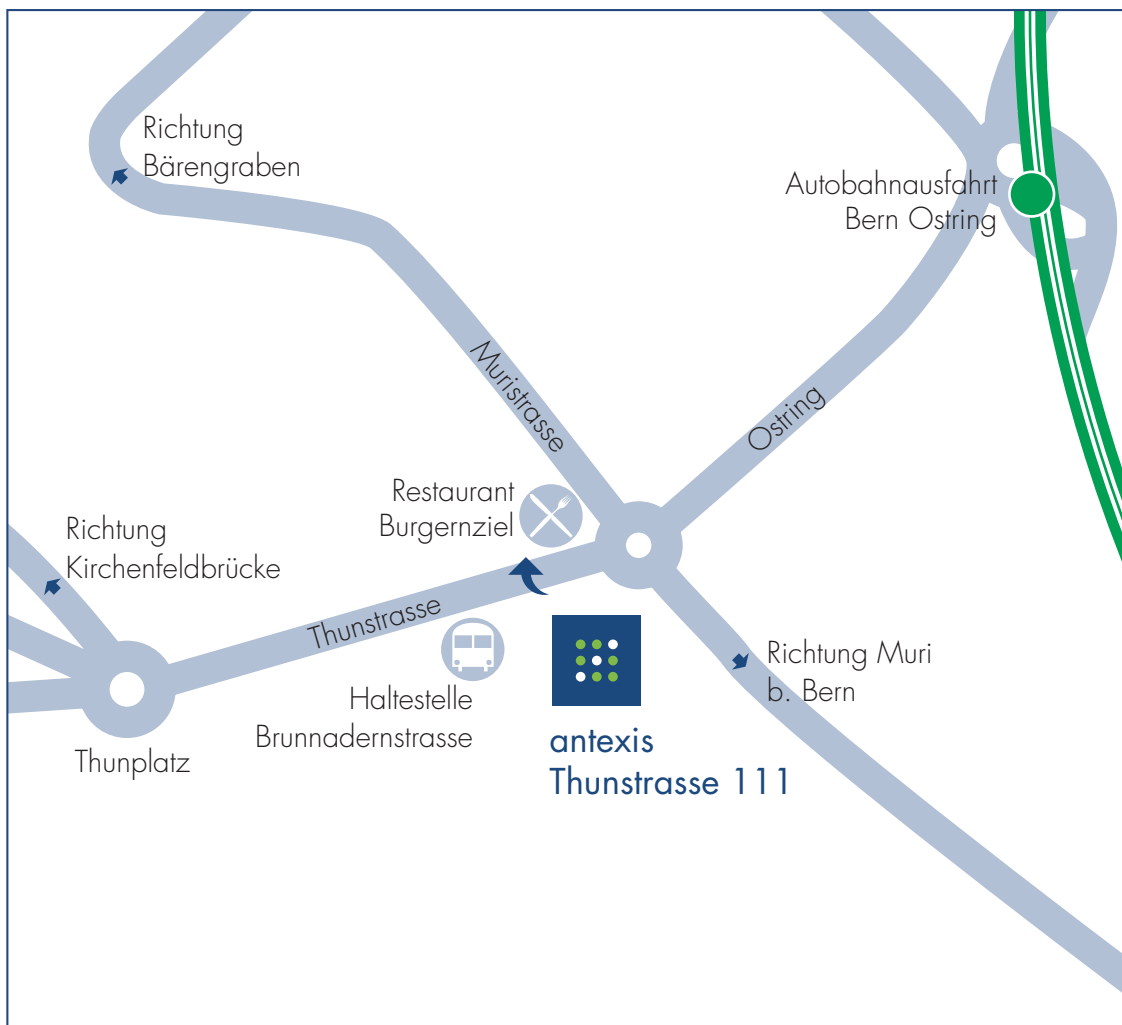 Richtung
Bärengraben
Autobahnausfahrt
Bern Ostring
Muristrasse
Ostring
Restaurant
Burgernziel
Richtung
Kirchenfeldbrücke
Thunstrasse
Richtung Muri
b. Bern
Haltestelle
Brunnadernstrasse
Thunplatz
antexis
Thunstrasse 111